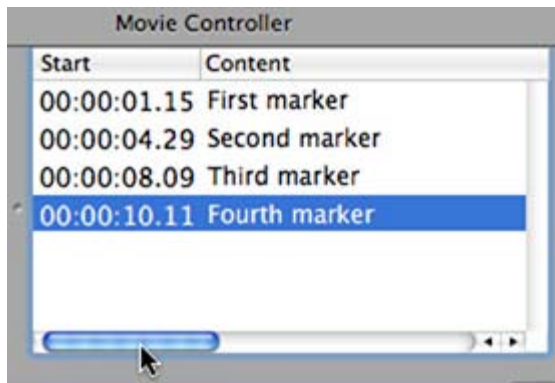 Movie Controller
Start Content
00:00:01.15 First marker
00:00:04.29 Second marker
00:00:08.09 Third marker
00:00:10.11 Fourth marker